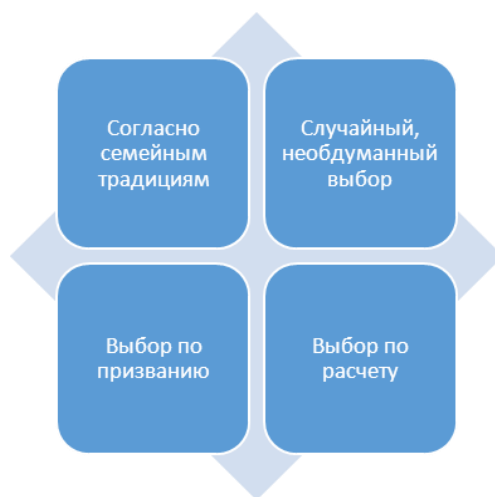 Согласно
семейным
традициям
Случайный,
необдуманный
выбор
Выбор по
призванию
Выбор по
расчету